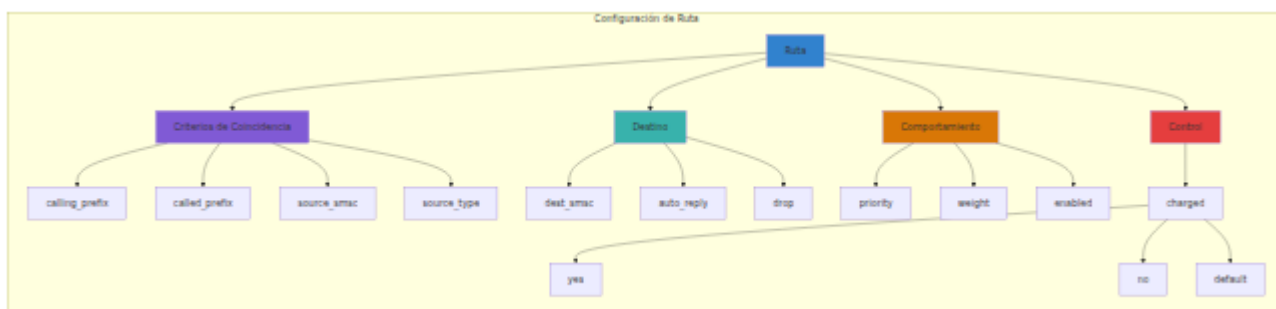 Configuración de Ruta
Ruta
Criterios de Coincidencia
Destino
Comportamiento
Control
calling_prefix
called_prefix
source_smsc
source_type
dest_smsc
auto_reply
drop
priority
weight
enabled
charged
yes
no
default